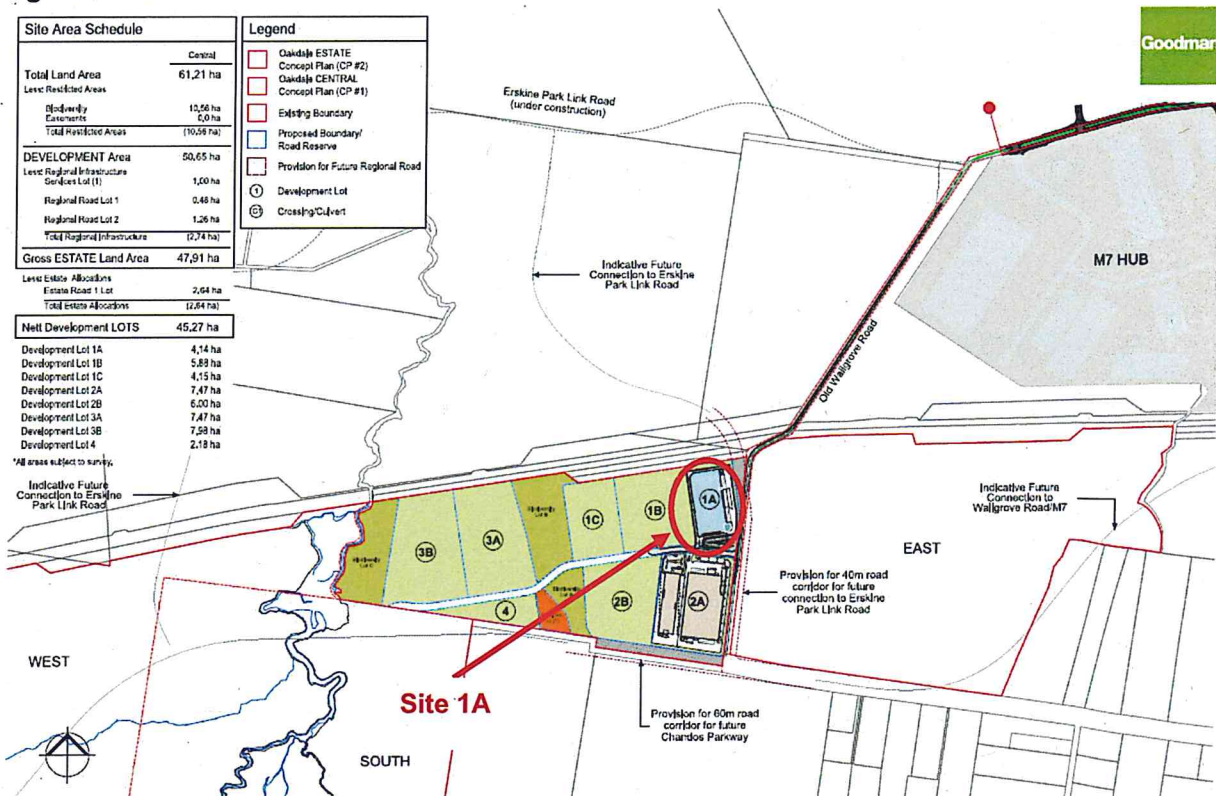 Site Area Schedule
Central
Total Land Area 61,21 ha
Less: Restricted Areas
Biodiversity 10,56 ha
Easements 0,0 ha
Total Restricted Areas (10,56 ha)
DEVELOPMENT Area 50,65 ha
Less: Regional Infrastructure
Services Lot (1) 1,00 ha
Regional Road Lot 1 0.48 ha
Regional Road Lot 2 1,26 ha
Total Regional Infrastructure (2,74 ha)
Gross ESTATE Land Area 47,91 ha
Less: Estate Allocations
Estate Road 1 Lot 2,64 ha
Total Estate Allocations (2,64 ha)
Nett Development LOTS 45,27 ha
Development Lot 1A 4,14 ha
Development Lot 1B 5,88 ha
Development Lot 1C 4,15 ha
Development Lot 2A 7,47 ha
Development Lot 2B 6,00 ha
Development Lot 3A 7,47 ha
Development Lot 3B 7,98 ha
Development Lot 4 2,18 ha
*All areas subject to survey.
Legend
Oakdale ESTATE
Concept Plan (CP #2)
Oakdale CENTRAL
Concept Plan (CP #1)
Existing Boundary
Proposed Boundary/
Road Reserve
Provision for Future Regional Road
1 Development Lot
C1 Crossing/Culvert
Goodman
Erskine Park Link Road
(under construction)
M7 HUB
Indicative Future
Connection to Erskine
Park Link Road
Old Wallgrove Road
Indicative Future
Connection to Erskine
Park Link Road
Indicative Future
Connection to
Wallgrove Road/M7
1A
1B
1C
3A
3B
EAST
Provision for 40m road
corridor for future
connection to Erskine
Park Link Road
2A
2B
4
WEST
Site 1A
Provision for 60m road
corridor for future
Chandos Parkway
SOUTH